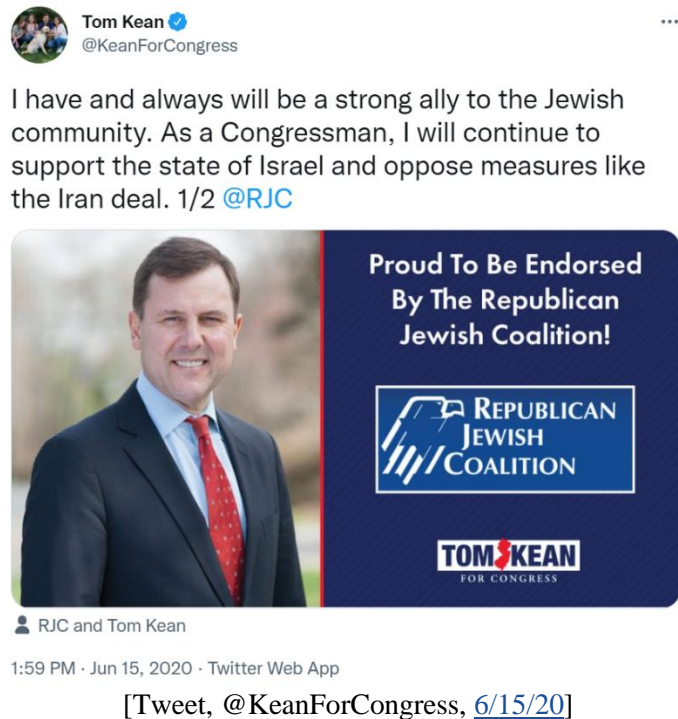 Tom Kean
@KeanForCongress
I have and always will be a strong ally to the Jewish
community. As a Congressman, I will continue to
support the state of Israel and oppose measures like
the Iran deal. 1/2 @RJC
Proud To Be Endorsed
By The Republican
Jewish Coalition!
REPUBLICAN
JEWISH
COALITION
TOM KEAN
FOR CONGRESS
RJC and Tom Kean
1:59 PM · Jun 15, 2020 · Twitter Web App
[Tweet, @KeanForCongress, 6/15/20]